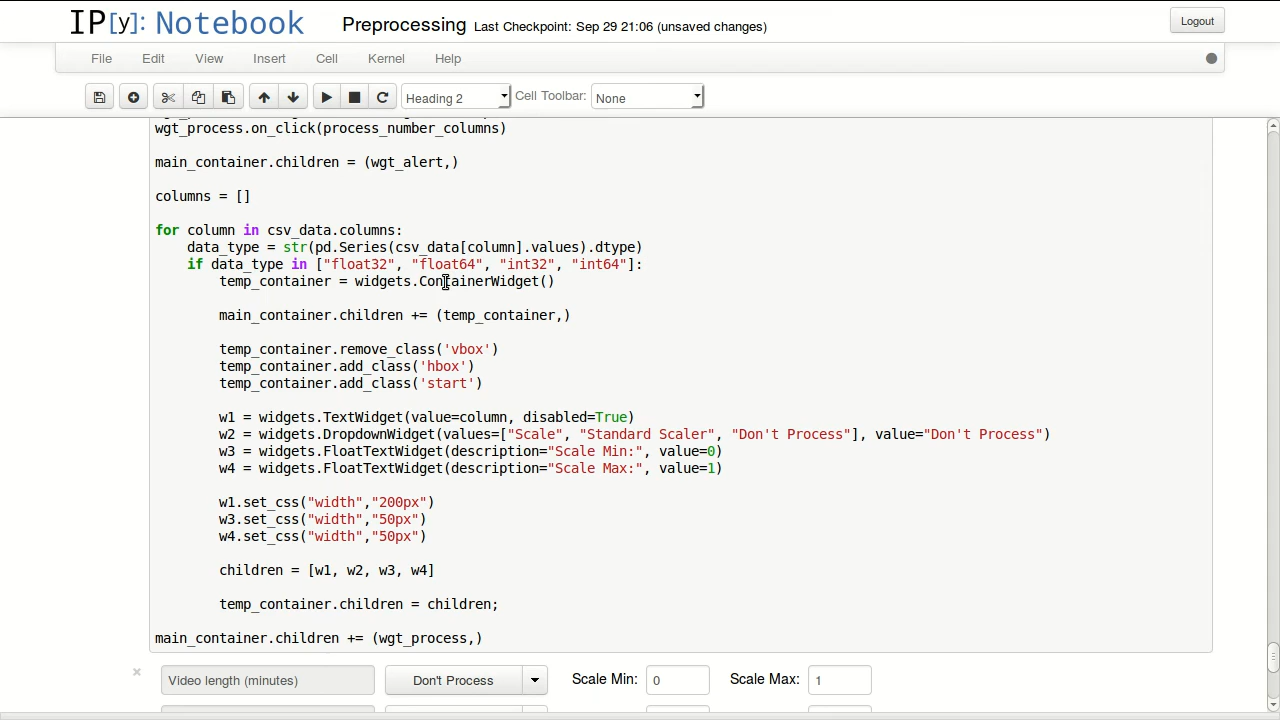 IP[y]: Notebook Preprocessing Last Checkpoint: Sep 29 21:06 (unsaved changes) Logout
File Edit View Insert Cell Kernel Help
Heading 2 Cell Toolbar: None
wgt_process.on_click(process_number_columns)
main_container.children = (wgt_alert,)
columns = []
for column in csv_data.columns:
data_type = str(pd.Series(csv_data[column].values).dtype)
if data_type in ["float32", "float64", "int32", "int64"]:
temp_container = widgets.ContainerWidget()
main_container.children += (temp_container,)
temp_container.remove_class('vbox')
temp_container.add_class('hbox')
temp_container.add_class('start')
w1 = widgets.TextWidget(value=column, disabled=True)
w2 = widgets.DropdownWidget(values=["Scale", "Standard Scaler", "Don't Process"], value="Don't Process")
w3 = widgets.FloatTextWidget(description="Scale Min:", value=0)
w4 = widgets.FloatTextWidget(description="Scale Max:", value=1)
w1.set_css("width","200px")
w3.set_css("width","50px")
w4.set_css("width","50px")
children = [w1, w2, w3, w4]
temp_container.children = children;
main_container.children += (wgt_process,)
Video length (minutes) Don't Process Scale Min: 0 Scale Max: 1